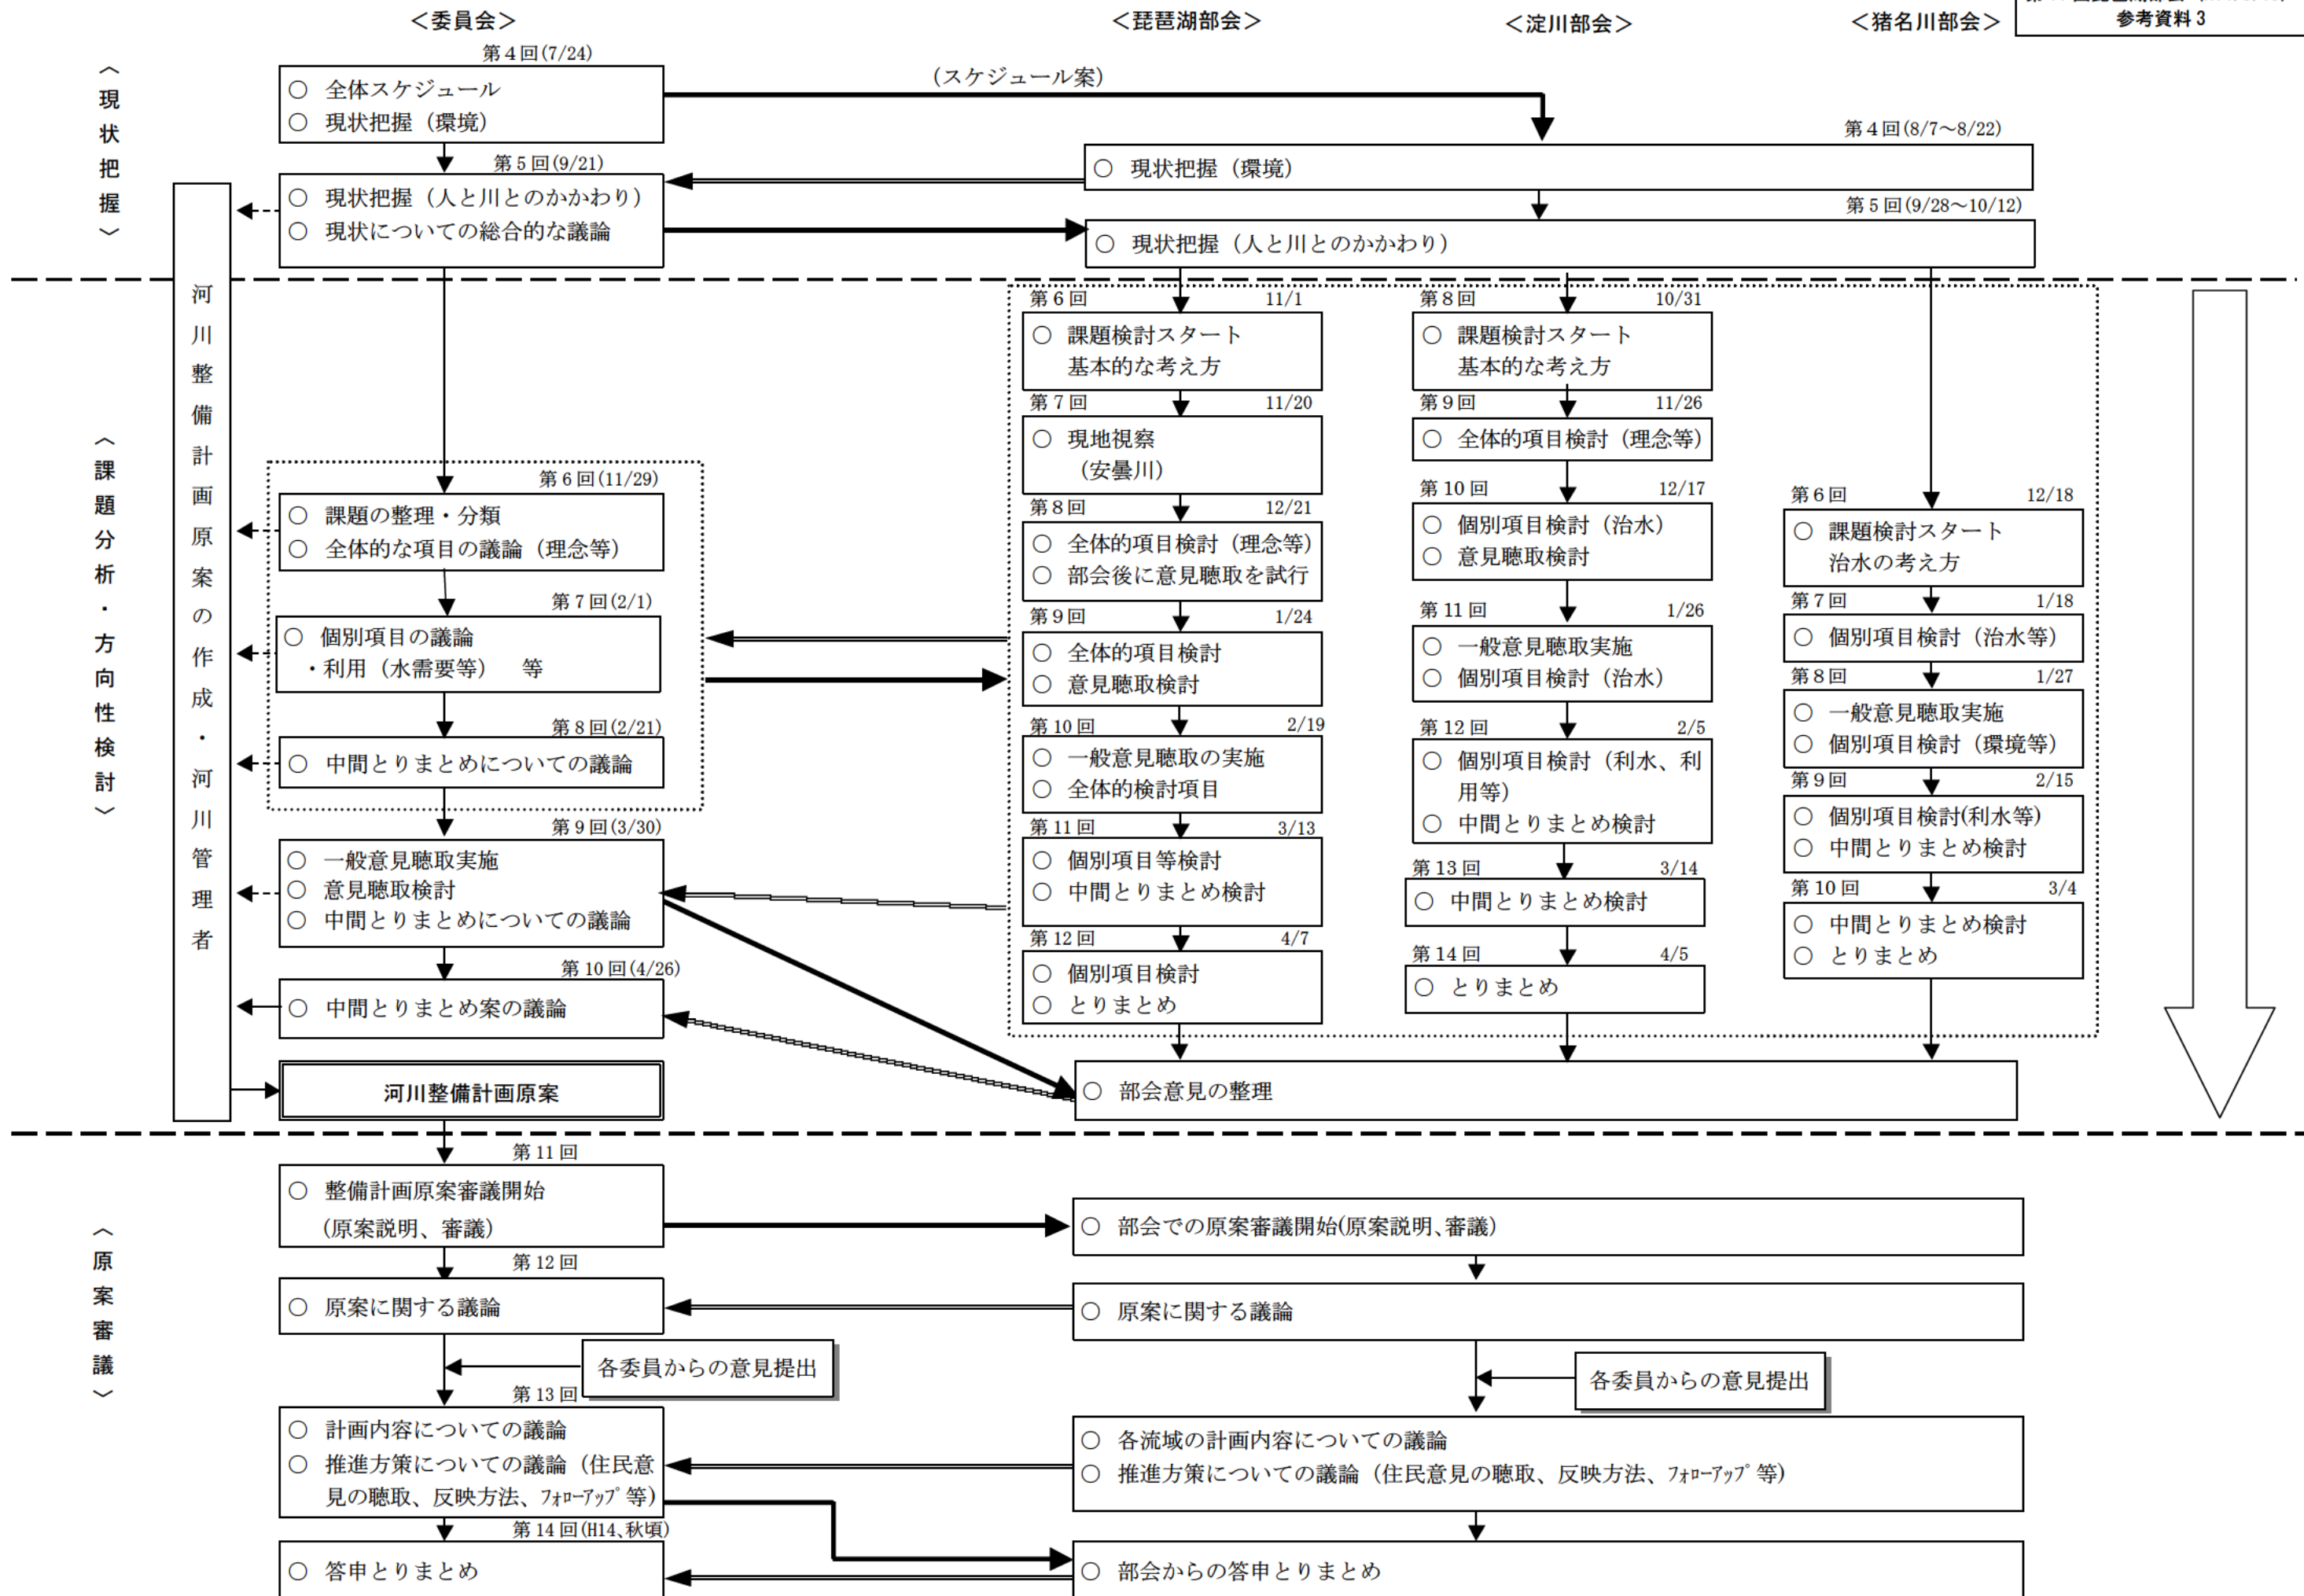 参考資料3
＜委員会＞
＜琵琶湖部会＞
＜淀川部会＞
＜猪名川部会＞
〈現状把握〉
第4回(7/24)
○ 全体スケジュール
○ 現状把握（環境）
（スケジュール案）
第4回(8/7～8/22)
○ 現状把握（環境）
第5回(9/21)
○ 現状把握（人と川とのかかわり）
○ 現状についての総合的な議論
第5回(9/28～10/12)
○ 現状把握（人と川とのかかわり）
河川整備計画原案の作成・河川管理者
〈課題分析・方向性検討〉
第6回(11/29)
○ 課題の整理・分類
○ 全体的な項目の議論（理念等）
第7回(2/1)
○ 個別項目の議論
・利用（水需要等） 等
第8回(2/21)
○ 中間とりまとめについての議論
第9回(3/30)
○ 一般意見聴取実施
○ 意見聴取検討
○ 中間とりまとめについての議論
第10回(4/26)
○ 中間とりまとめ案の議論
河川整備計画原案
第6回 11/1
○ 課題検討スタート
基本的な考え方
第7回 11/20
○ 現地視察
（安曇川）
第8回 12/21
○ 全体的項目検討（理念等）
○ 部会後に意見聴取を試行
第9回 1/24
○ 全体的項目検討
○ 意見聴取検討
第10回 2/19
○ 一般意見聴取の実施
○ 全体的検討項目
第11回 3/13
○ 個別項目等検討
○ 中間とりまとめ検討
第12回 4/7
○ 個別項目検討
○ とりまとめ
第8回 10/31
○ 課題検討スタート
基本的な考え方
第9回 11/26
○ 全体的項目検討（理念等）
第10回 12/17
○ 個別項目検討（治水）
○ 意見聴取検討
第11回 1/26
○ 一般意見聴取実施
○ 個別項目検討（治水）
第12回 2/5
○ 個別項目検討（利水、利
用等）
○ 中間とりまとめ検討
第13回 3/14
○ 中間とりまとめ検討
第14回 4/5
○ とりまとめ
第6回 12/18
○ 課題検討スタート
治水の考え方
第7回 1/18
○ 個別項目検討（治水等）
第8回 1/27
○ 一般意見聴取実施
○ 個別項目検討（環境等）
第9回 2/15
○ 個別項目検討(利水等)
○ 中間とりまとめ検討
第10回 3/4
○ 中間とりまとめ検討
○ とりまとめ
○ 部会意見の整理
〈原案審議〉
第11回
○ 整備計画原案審議開始
(原案説明、審議）
○ 部会での原案審議開始(原案説明、審議）
第12回
○ 原案に関する議論
○ 原案に関する議論
各委員からの意見提出
各委員からの意見提出
第13回
○ 計画内容についての議論
○ 推進方策についての議論（住民意
見の聴取、反映方法、ﾌｫﾛｰｱｯﾌﾟ等)
○ 各流域の計画内容についての議論
○ 推進方策についての議論（住民意見の聴取、反映方法、ﾌｫﾛｰｱｯﾌﾟ等)
第14回(H14、秋頃)
○ 答申とりまとめ
○ 部会からの答申とりまとめ